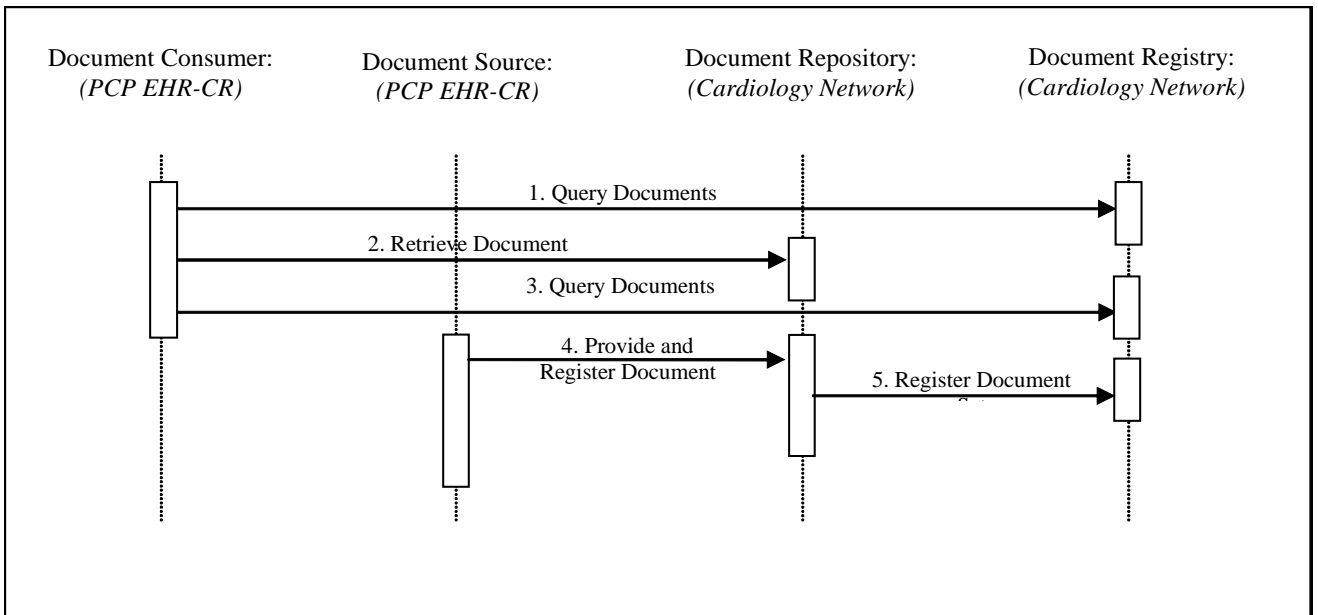 Document Consumer:
(PCP EHR-CR)
Document Source:
(PCP EHR-CR)
Document Repository:
(Cardiology Network)
Document Registry:
(Cardiology Network)
1. Query Documents
2. Retrieve Document
3. Query Documents
4. Provide and
Register Document
5. Register Document